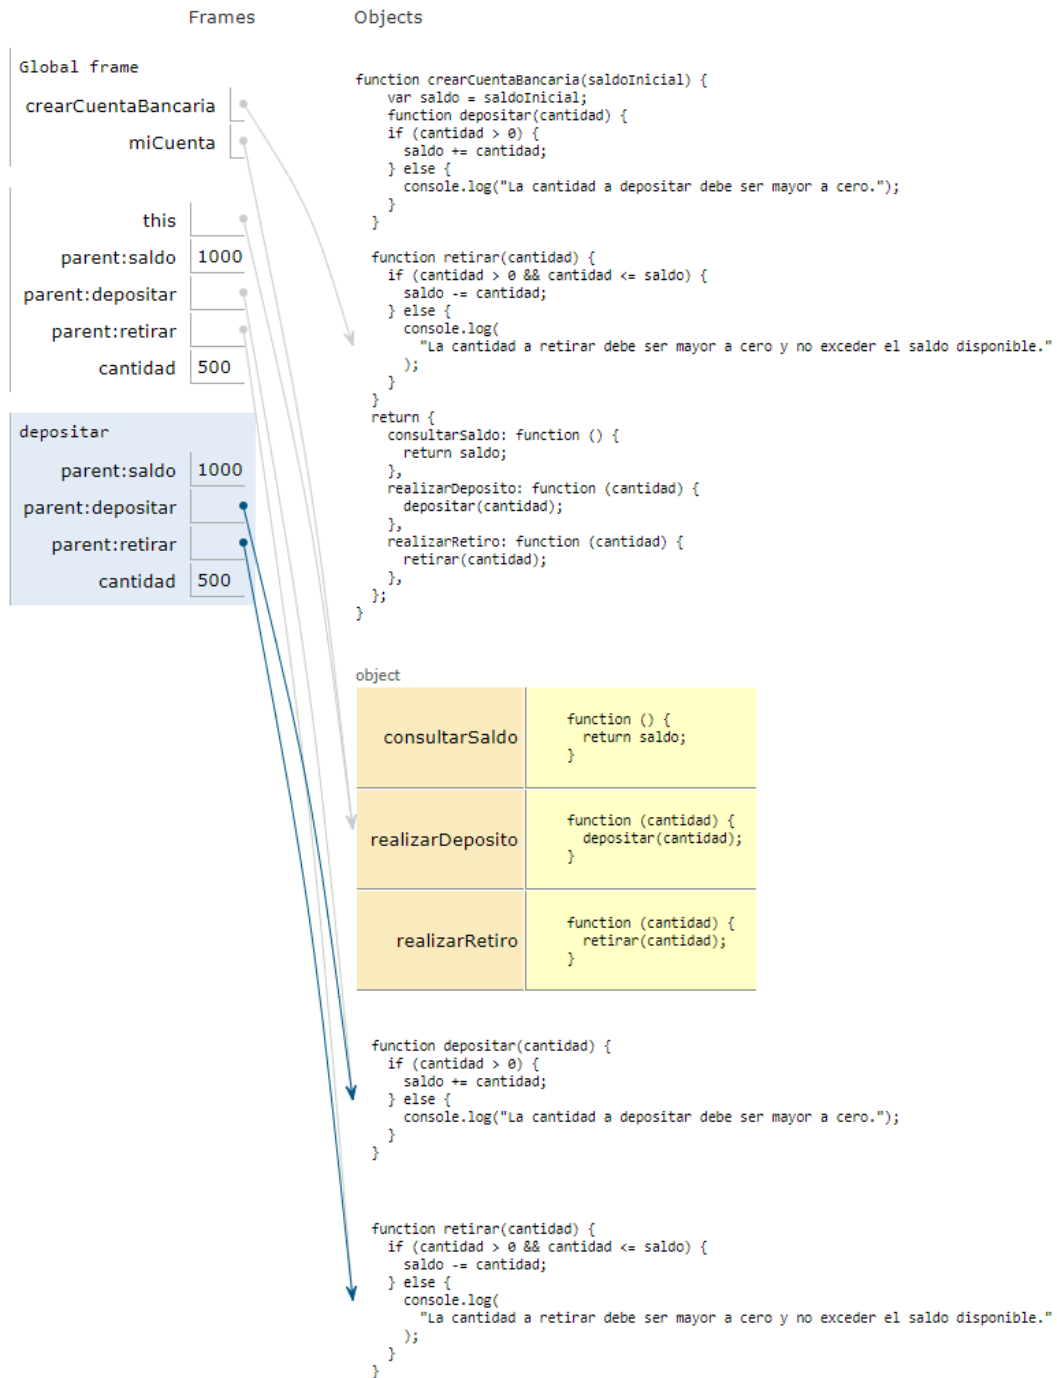 Frames
Objects
Global frame
crearCuentaBancaria
miCuenta
this
parent:saldo 1000
parent:depositar
parent:retirar
cantidad 500
depositar
parent:saldo 1000
parent:depositar
parent:retirar
cantidad 500
function crearCuentaBancaria(saldoInicial) {
    var saldo = saldoInicial;
    function depositar(cantidad) {
    if (cantidad > 0) {
      saldo += cantidad;
    } else {
      console.log("La cantidad a depositar debe ser mayor a cero.");
    }
  }
  function retirar(cantidad) {
    if (cantidad > 0 && cantidad <= saldo) {
      saldo -= cantidad;
    } else {
      console.log(
        "La cantidad a retirar debe ser mayor a cero y no exceder el saldo disponible."
      );
    }
  }
  return {
    consultarSaldo: function () {
      return saldo;
    },
    realizarDeposito: function (cantidad) {
      depositar(cantidad);
    },
    realizarRetiro: function (cantidad) {
      retirar(cantidad);
    },
  };
}
object
consultarSaldo
function () {
  return saldo;
}
realizarDeposito
function (cantidad) {
  depositar(cantidad);
}
realizarRetiro
function (cantidad) {
  retirar(cantidad);
}
function depositar(cantidad) {
    if (cantidad > 0) {
      saldo += cantidad;
    } else {
      console.log("La cantidad a depositar debe ser mayor a cero.");
    }
  }
function retirar(cantidad) {
    if (cantidad > 0 && cantidad <= saldo) {
      saldo -= cantidad;
    } else {
      console.log(
        "La cantidad a retirar debe ser mayor a cero y no exceder el saldo disponible."
      );
    }
  }